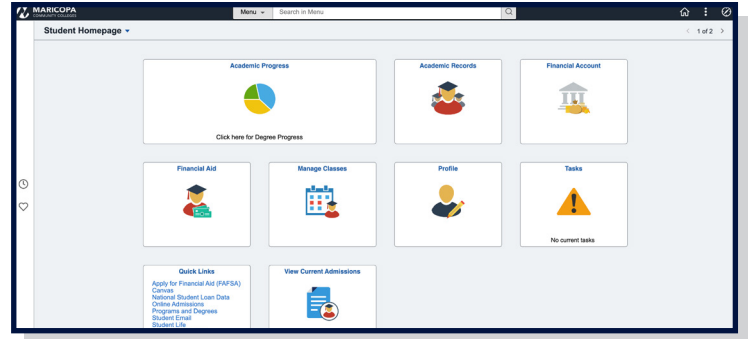 MARICOPA
COMMUNITY COLLEGES
Menu
Search in Menu
Student Homepage
1 of 2
Academic Progress
Click here for Degree Progress
Academic Records
Financial Account
Financial Aid
Manage Classes
Profile
Tasks
No current tasks
Quick Links
Apply for Financial Aid (FAFSA)
Canvas
National Student Loan Data
Online Admissions
Programs and Degrees
Student Email
Student Life
View Current Admissions